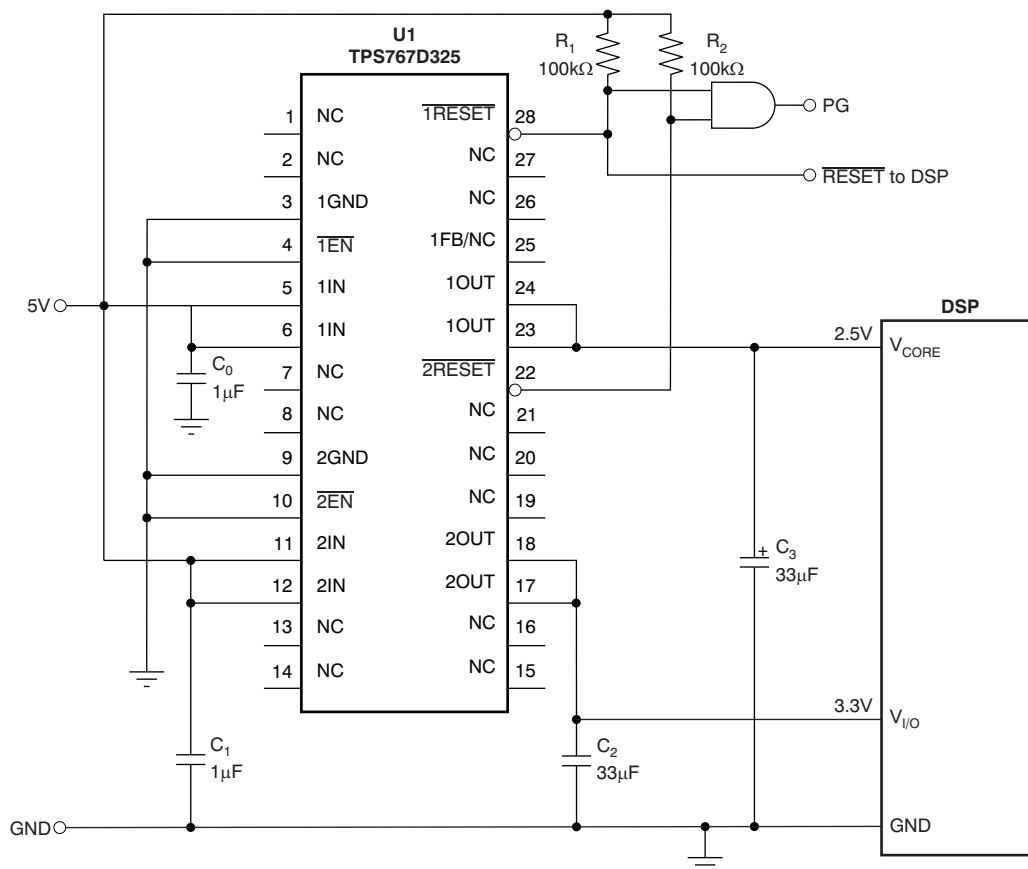 U1
TPS767D325
R1
100kΩ
R2
100kΩ
PG
RESET to DSP
5V
GND
1 NC
2 NC
3 1GND
4 1EN
5 1IN
6 1IN
7 NC
8 NC
9 2GND
10 2EN
11 2IN
12 2IN
13 NC
14 NC
1RESET 28
NC 27
NC 26
1FB/NC 25
1OUT 24
1OUT 23
2RESET 22
NC 21
NC 20
NC 19
2OUT 18
2OUT 17
NC 16
NC 15
C0
1µF
C1
1µF
C2
33µF
+ C3
33µF
DSP
2.5V VCORE
3.3V VI/O
GND